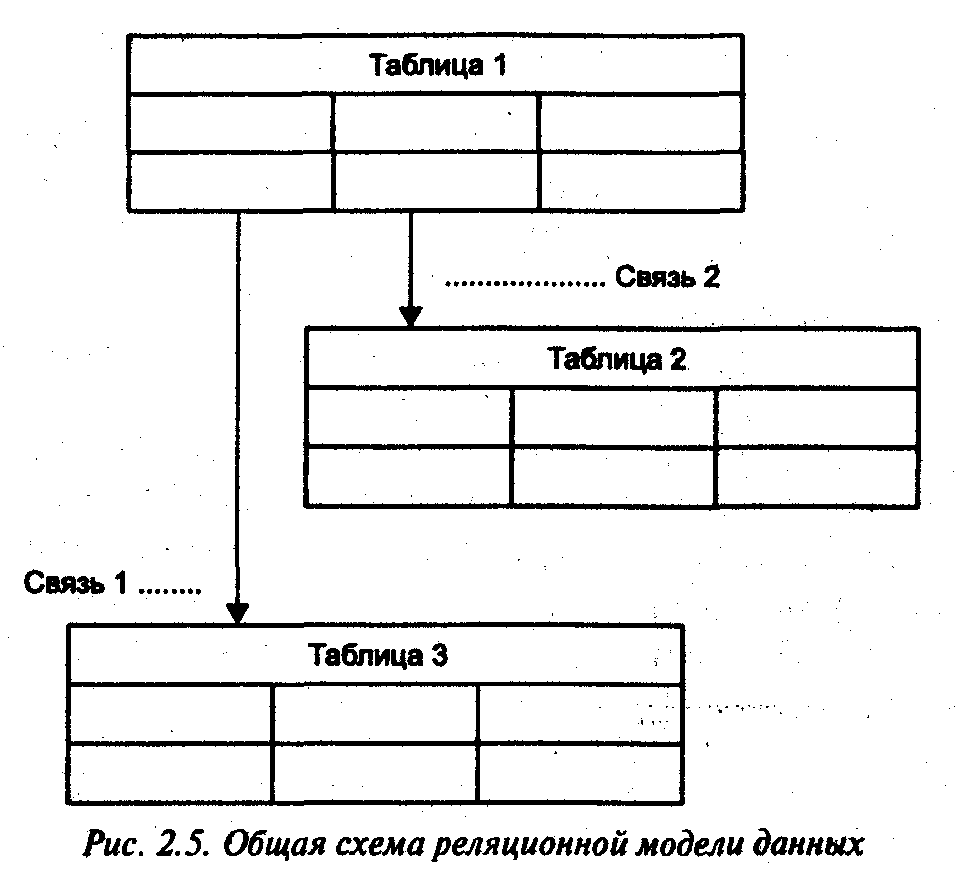 Таблица 1
.................... Связь 2
Таблица 2
Связь 1 ........
Таблица 3
Рис. 2.5. Общая схема реляционной модели данных